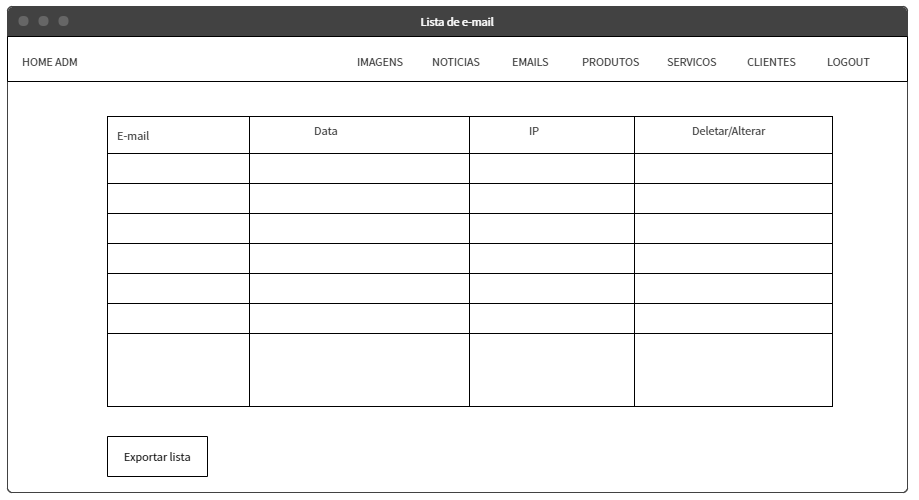 Lista de e-mail
HOME ADM IMAGENS NOTICIAS EMAILS PRODUTOS SERVICOS CLIENTES LOGOUT
E-mail Data IP Deletar/Alterar
Exportar lista